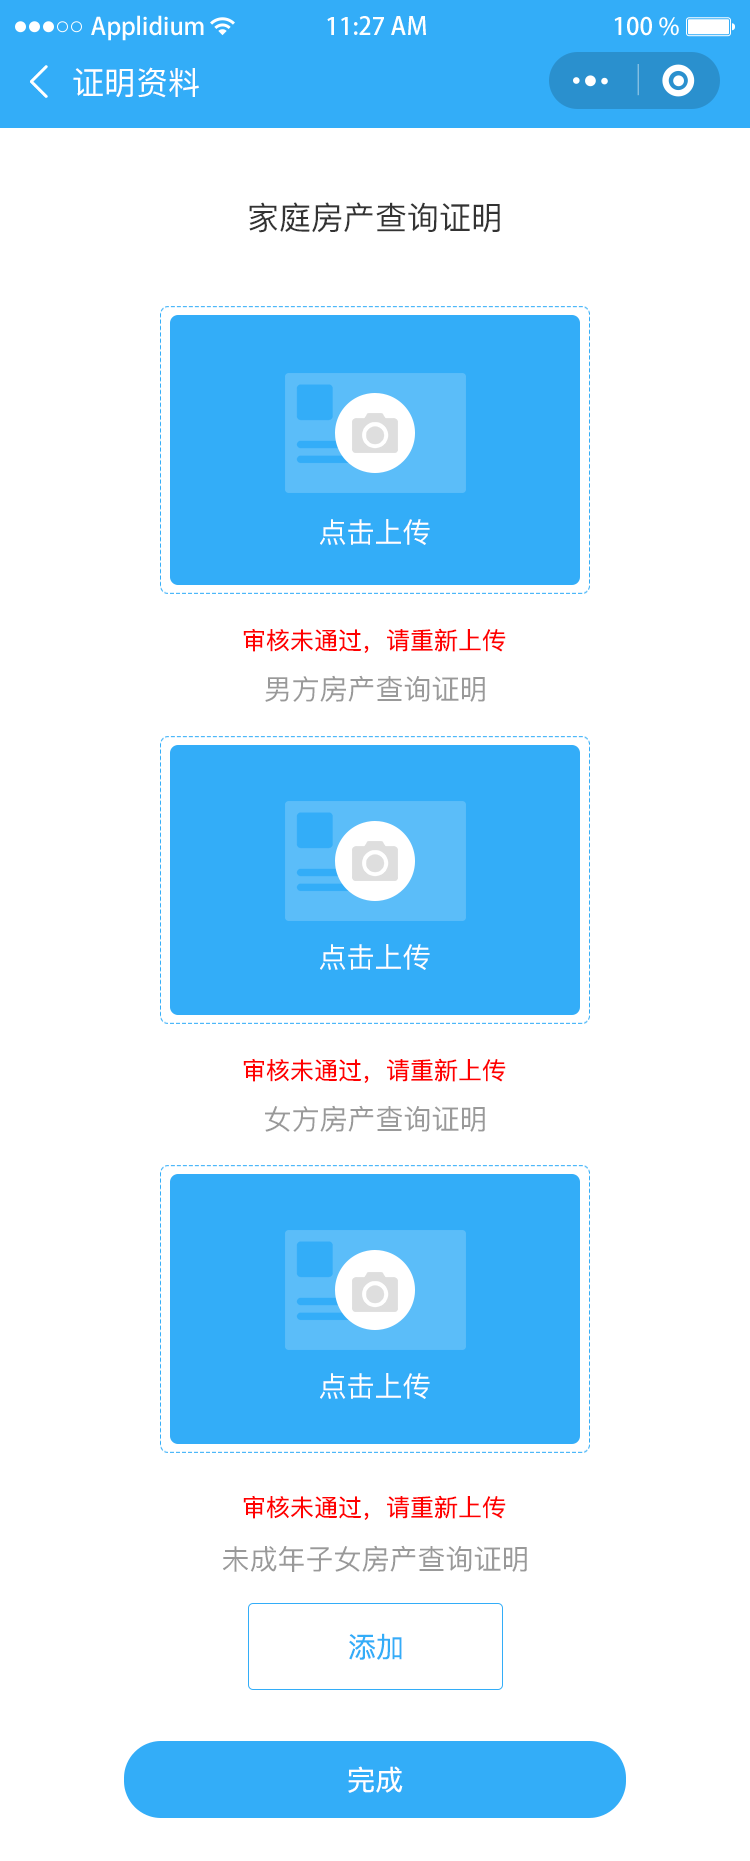 Applidium 11:27 AM 100 %
证明资料
家庭房产查询证明
点击上传
审核未通过，请重新上传
男方房产查询证明
点击上传
审核未通过，请重新上传
女方房产查询证明
点击上传
审核未通过，请重新上传
未成年子女房产查询证明
添加
完成